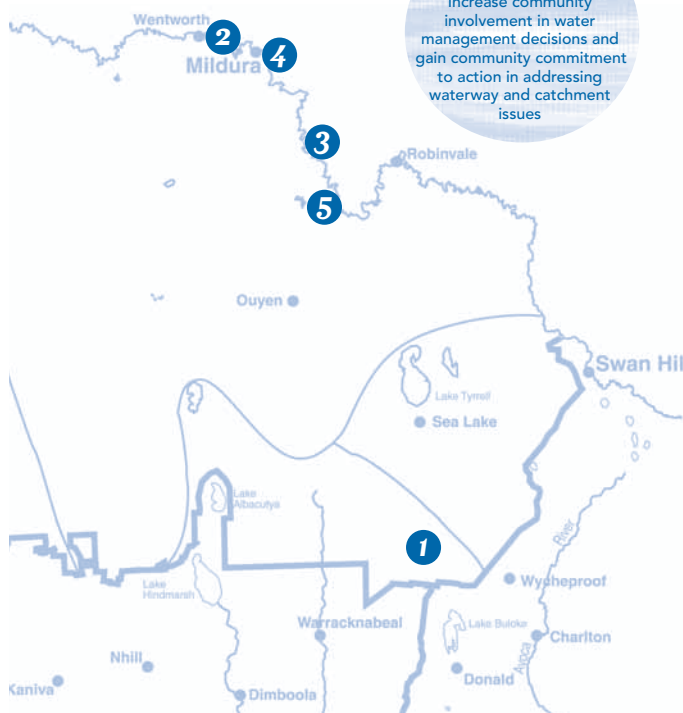 increase community
involvement in water
management decisions and
gain community commitment
to action in addressing
waterway and catchment
issues
Wentworth
2
Mildura
4
3
Robinvale
5
Ouyen
Swan Hil
Lake Tyrrell
Sea Lake
Lake
Albacutya
1
River
Lake
Hindmarsh
Wycheproof
Warracknabeal
Lake Buloke
Charlton
Avoca
Nhill
Donald
Kaniva
Dimboola